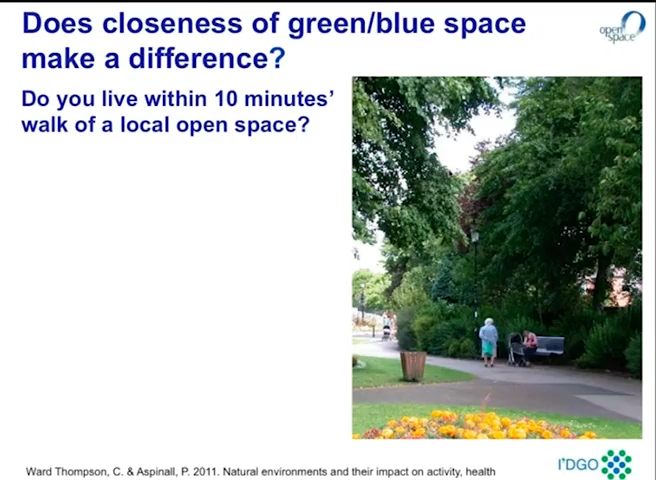 Does closeness of green/blue space
make a difference?
open
space
Do you live within 10 minutes’
walk of a local open space?
Ward Thompson, C. & Aspinall, P. 2011. Natural environments and their impact on activity, health
I’DGO